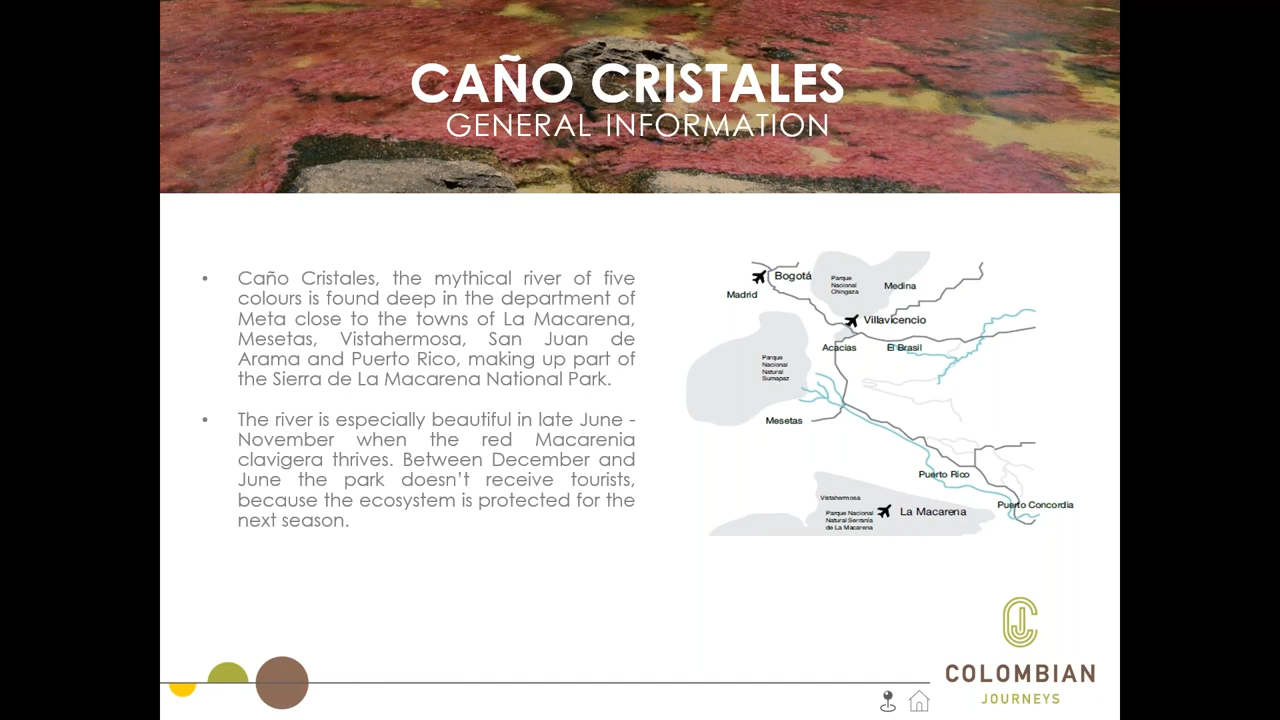 CAÑO CRISTALES
GENERAL INFORMATION
• Caño Cristales, the mythical river of five
colours is found deep in the department of
Meta close to the towns of La Macarena,
Mesetas, Vistahermosa, San Juan de
Arama and Puerto Rico, making up part of
the Sierra de La Macarena National Park.
• The river is especially beautiful in late June -
November when the red Macarenia
clavigera thrives. Between December and
June the park doesn't receive tourists,
because the ecosystem is protected for the
next season.
Bogotá
Madrid
Parque
Nacional
Chingaza
Medina
Villavicencio
Acacias
El Brasil
Parque
Nacional
Natural
Sumapaz
Mesetas
Puerto Rico
Puerto Concordia
Vistahermosa
Parque Nacional
Natural Serranía
de La Macarena
La Macarena
COLOMBIAN
JOURNEYS